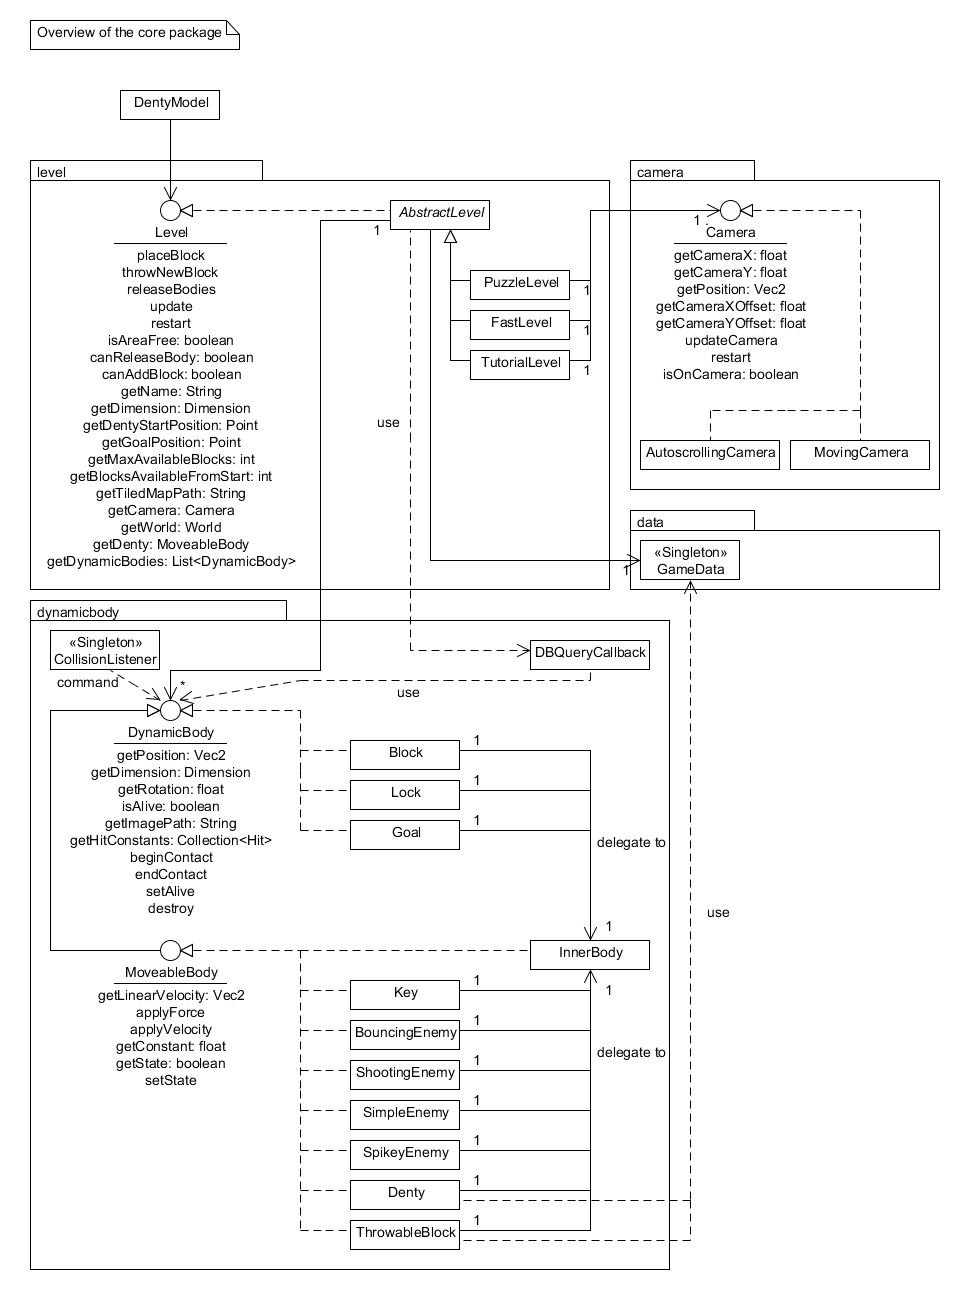 Overview of the core package
DentyModel
level
Level
placeBlock
throwNewBlock
releaseBodies
update
restart
isAreaFree: boolean
canReleaseBody: boolean
canAddBlock: boolean
getName: String
getDimension: Dimension
getDentyStartPosition: Point
getGoalPosition: Point
getMaxAvailableBlocks: int
getBlocksAvailableFromStart: int
getTiledMapPath: String
getCamera: Camera
getWorld: World
getDenty: MoveableBody
getDynamicBodies: List<DynamicBody>
AbstractLevel
1
PuzzleLevel
1
FastLevel
1
TutorialLevel
1
use
camera
1
Camera
getCameraX: float
getCameraY: float
getPosition: Vec2
getCameraXOffset: float
getCameraYOffset: float
updateCamera
restart
isOnCamera: boolean
AutoscrollingCamera
MovingCamera
data
«Singleton»
GameData
1
dynamicbody
«Singleton»
CollisionListener
command
*
DBQueryCallback
use
DynamicBody
getPosition: Vec2
getDimension: Dimension
getRotation: float
isAlive: boolean
getImagePath: String
getHitConstants: Collection<Hit>
beginContact
endContact
setAlive
destroy
Block
1
Lock
1
Goal
1
delegate to
1
InnerBody
1
MoveableBody
getLinearVelocity: Vec2
applyForce
applyVelocity
getConstant: float
getState: boolean
setState
Key
1
BouncingEnemy
1
delegate to
ShootingEnemy
1
SimpleEnemy
1
SpikeyEnemy
1
Denty
1
ThrowableBlock
1
use